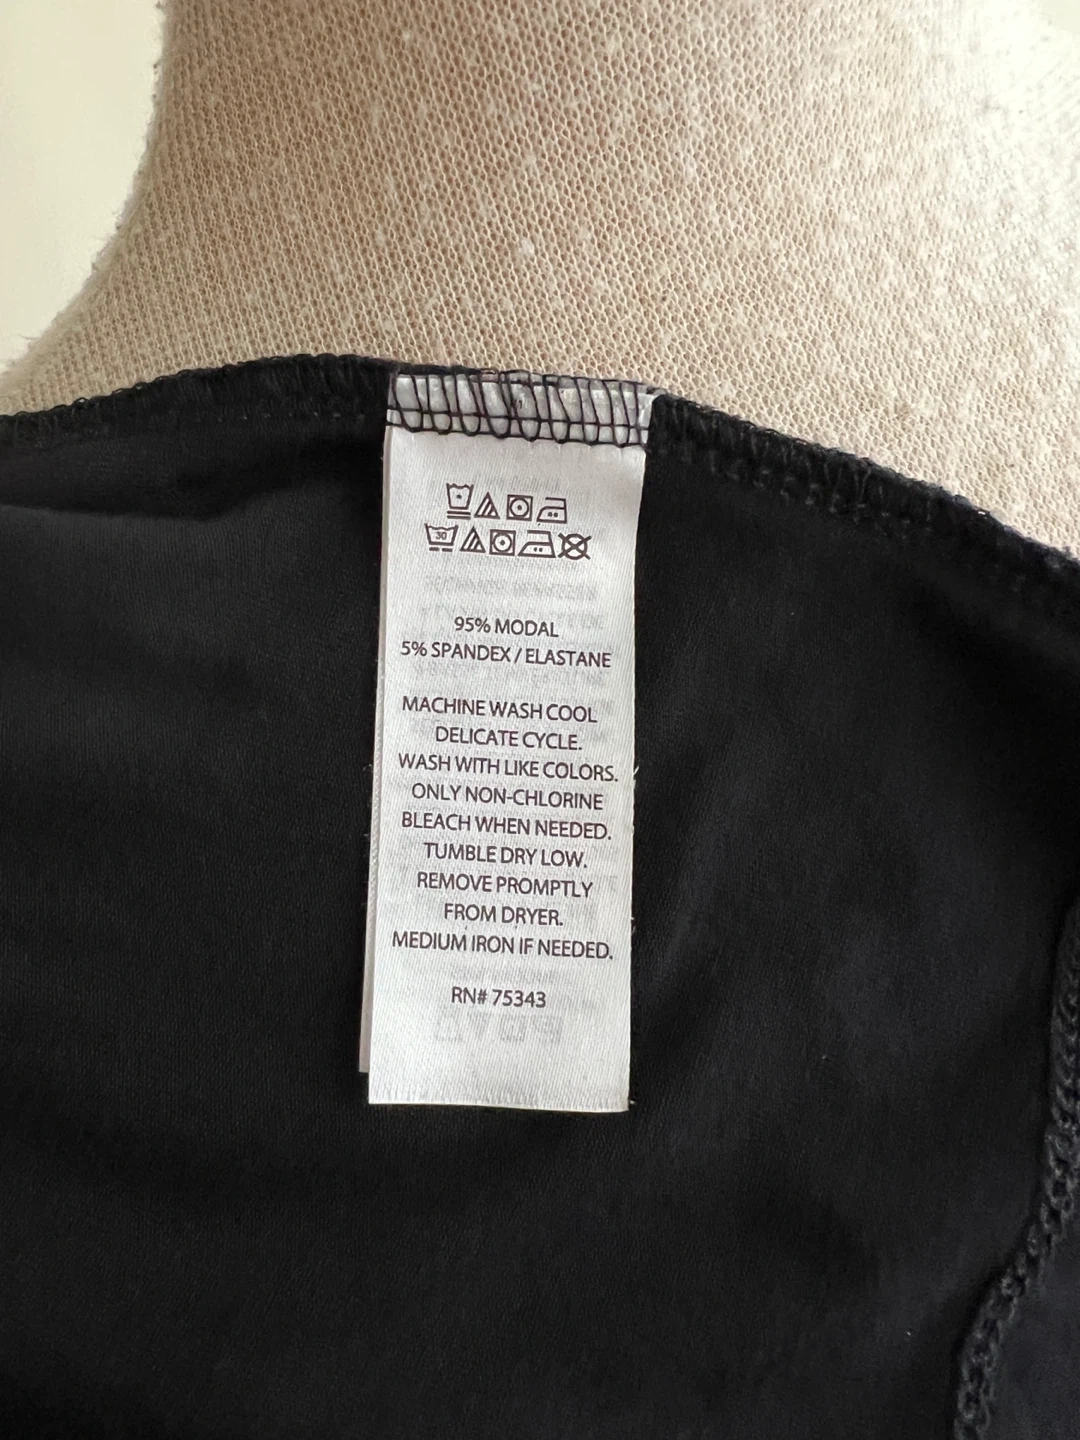 30
95% MODAL
5% SPANDEX / ELASTANE
MACHINE WASH COOL
DELICATE CYCLE.
WASH WITH LIKE COLORS.
ONLY NON-CHLORINE
BLEACH WHEN NEEDED.
TUMBLE DRY LOW.
REMOVE PROMPTLY
FROM DRYER.
MEDIUM IRON IF NEEDED.
RN# 75343